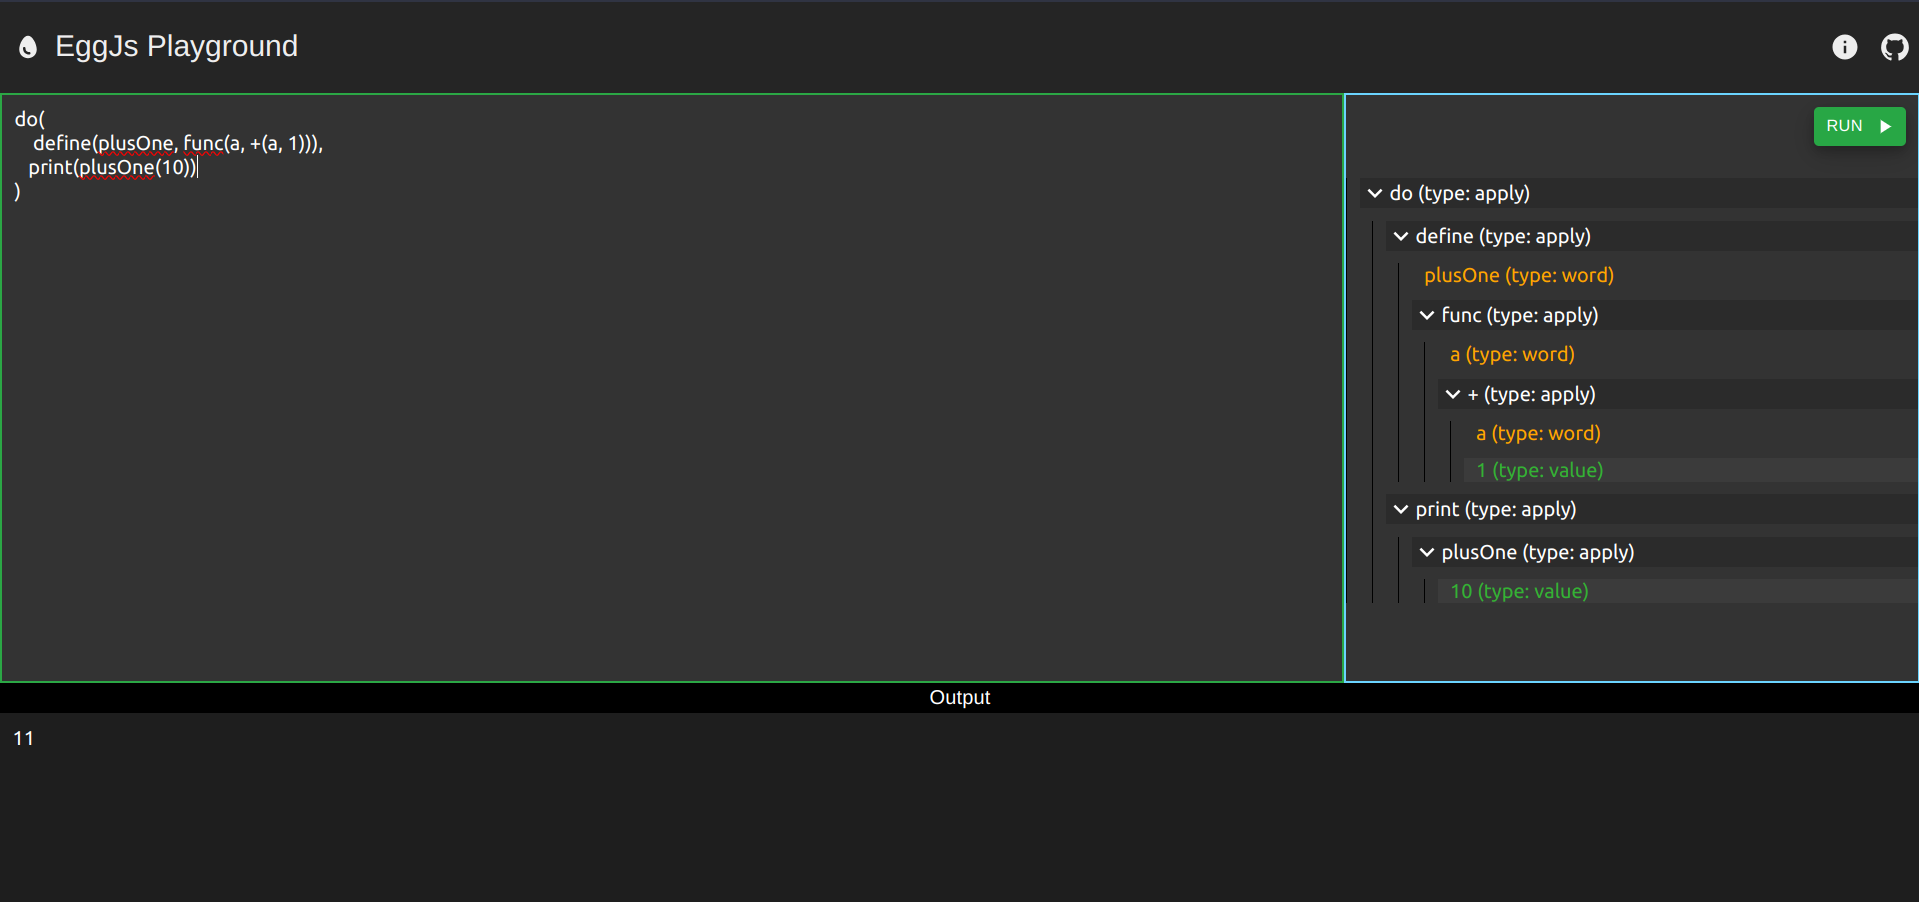 EggJs Playground
do(
define(plusOne, func(a, +(a, 1))),
print(plusOne(10))
)
RUN
do (type: apply)
define (type: apply)
plusOne (type: word)
func (type: apply)
a (type: word)
+ (type: apply)
a (type: word)
1 (type: value)
print (type: apply)
plusOne (type: apply)
10 (type: value)
Output
11